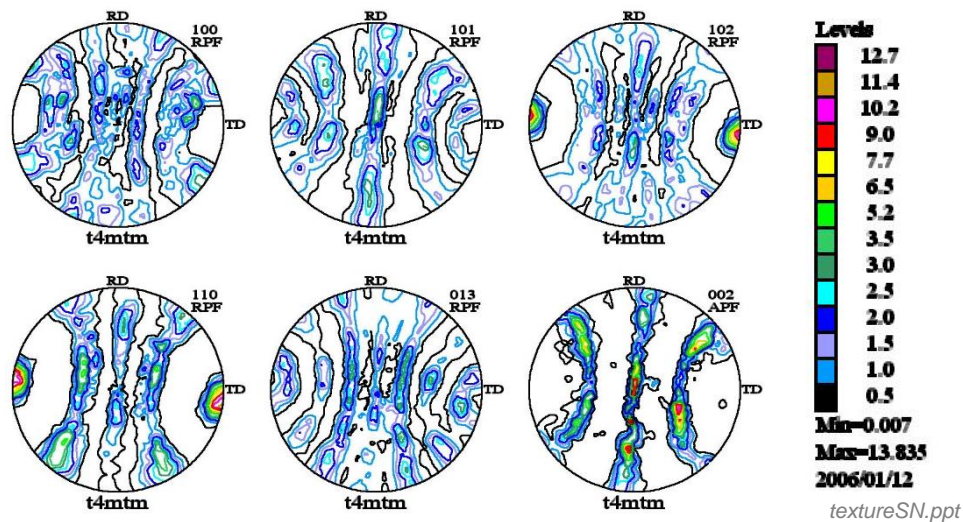 RD
100
RPF
TD
t4mtm
RD
101
RPF
TD
t4mtm
RD
102
RPF
TD
t4mtm
RD
110
RPF
TD
t4mtm
RD
013
RPF
TD
t4mtm
RD
002
APF
TD
t4mtm
Levels
12.7
11.4
10.2
9.0
7.7
6.5
5.2
3.5
3.0
2.5
2.0
1.5
1.0
0.5
Min=0.007
Max=13.835
2006/01/12
textureSN.ppt